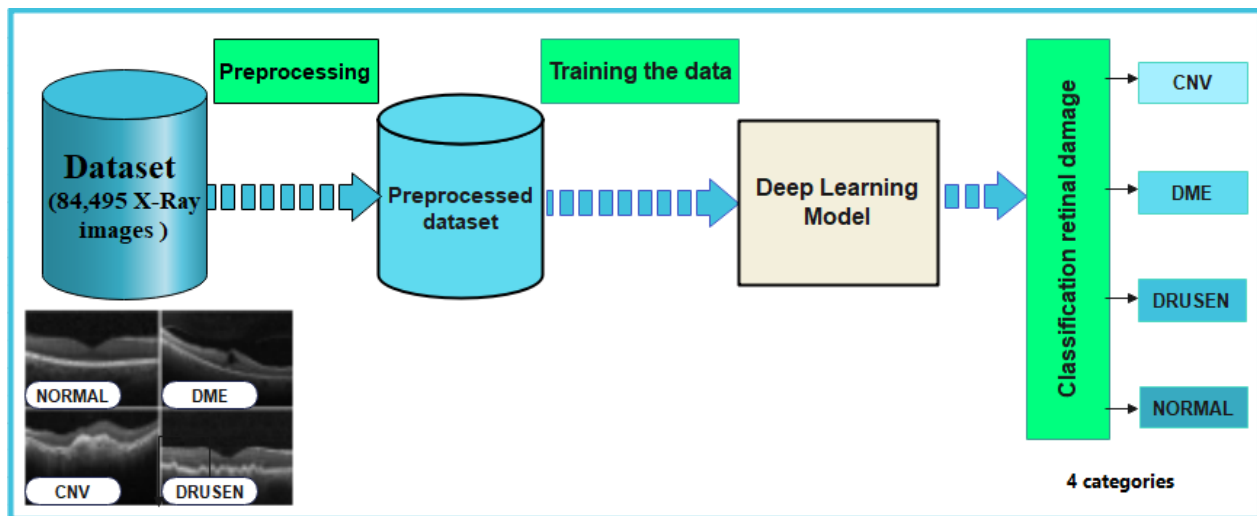 Preprocessing
Training the data
Dataset
(84,495 X-Ray
images )
Preprocessed
dataset
Deep Learning
Model
Classification retinal damage
CNV
DME
DRUSEN
NORMAL
NORMAL
DME
CNV
DRUSEN
4 categories